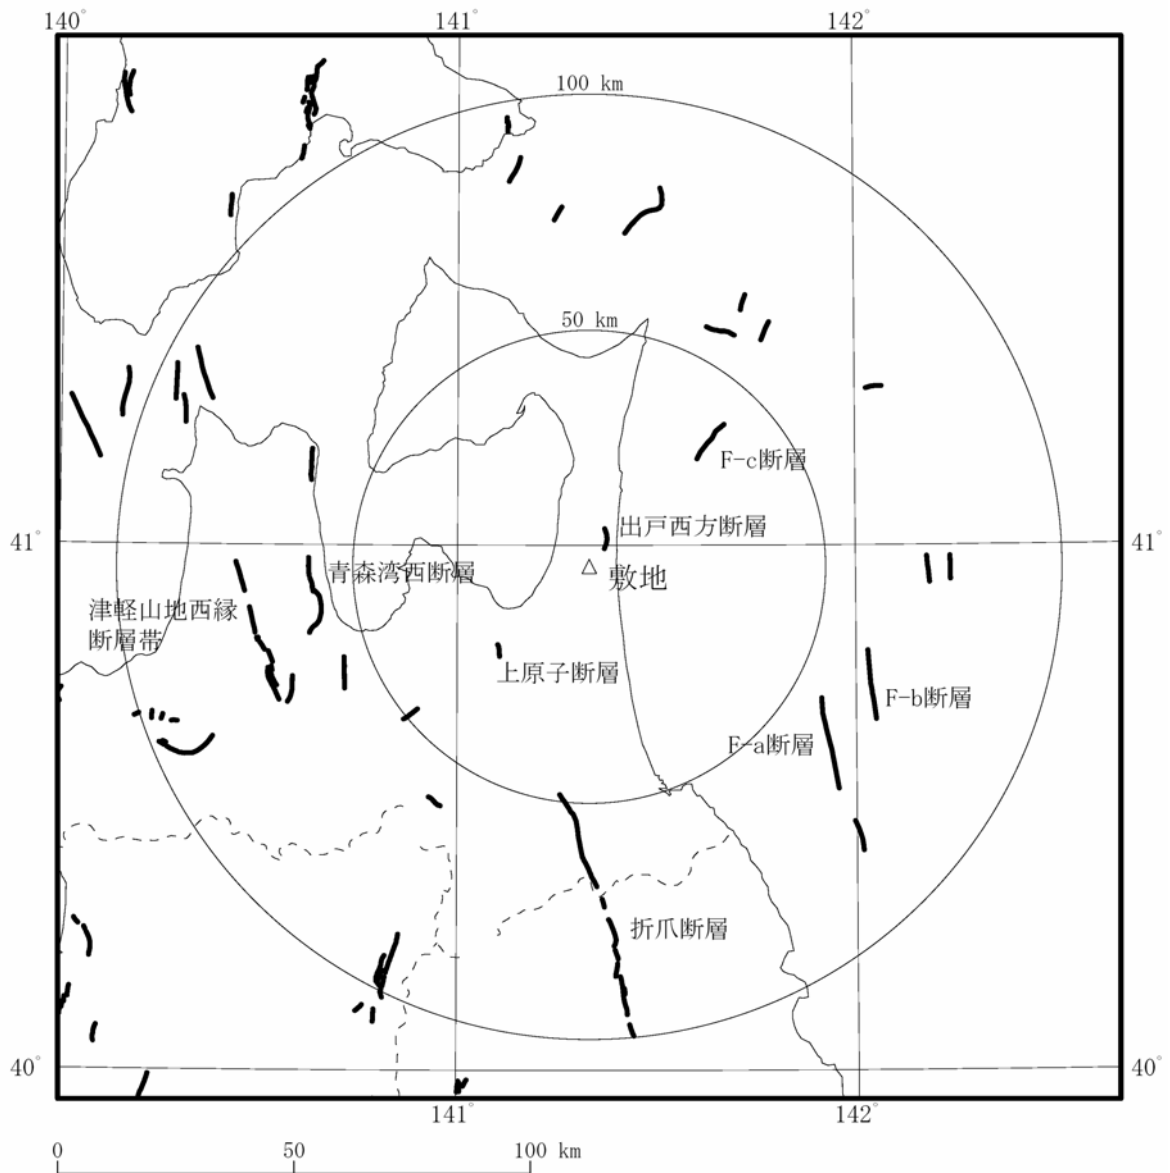 140°
141°
142°
100 km
50 km
F-c断層
出戸西方断層
41°
41°
青森湾西断層
敷地
津軽山地西縁
断層帯
上原子断層
F-b断層
F-a断層
折爪断層
40°
40°
141°
142°
0
50
100 km